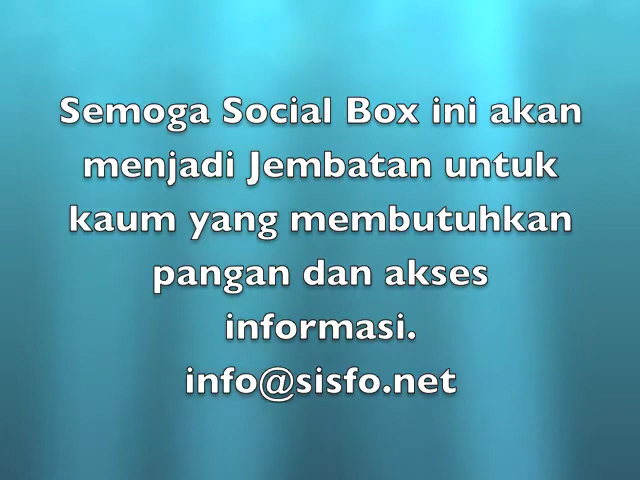 Semoga Social Box ini akan
menjadi Jembatan untuk
kaum yang membutuhkan
pangan dan akses
informasi.
info@sisfo.net